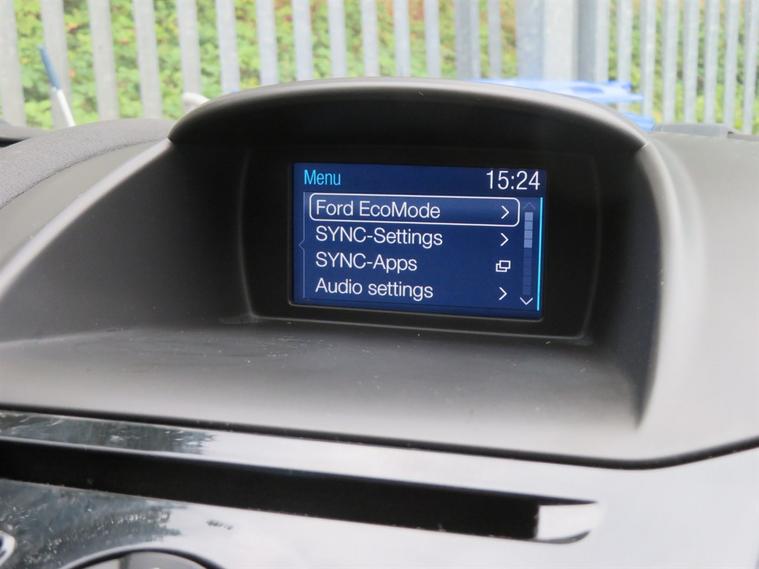 Menu 15:24
Ford EcoMode
SYNC-Settings
SYNC-Apps
Audio settings